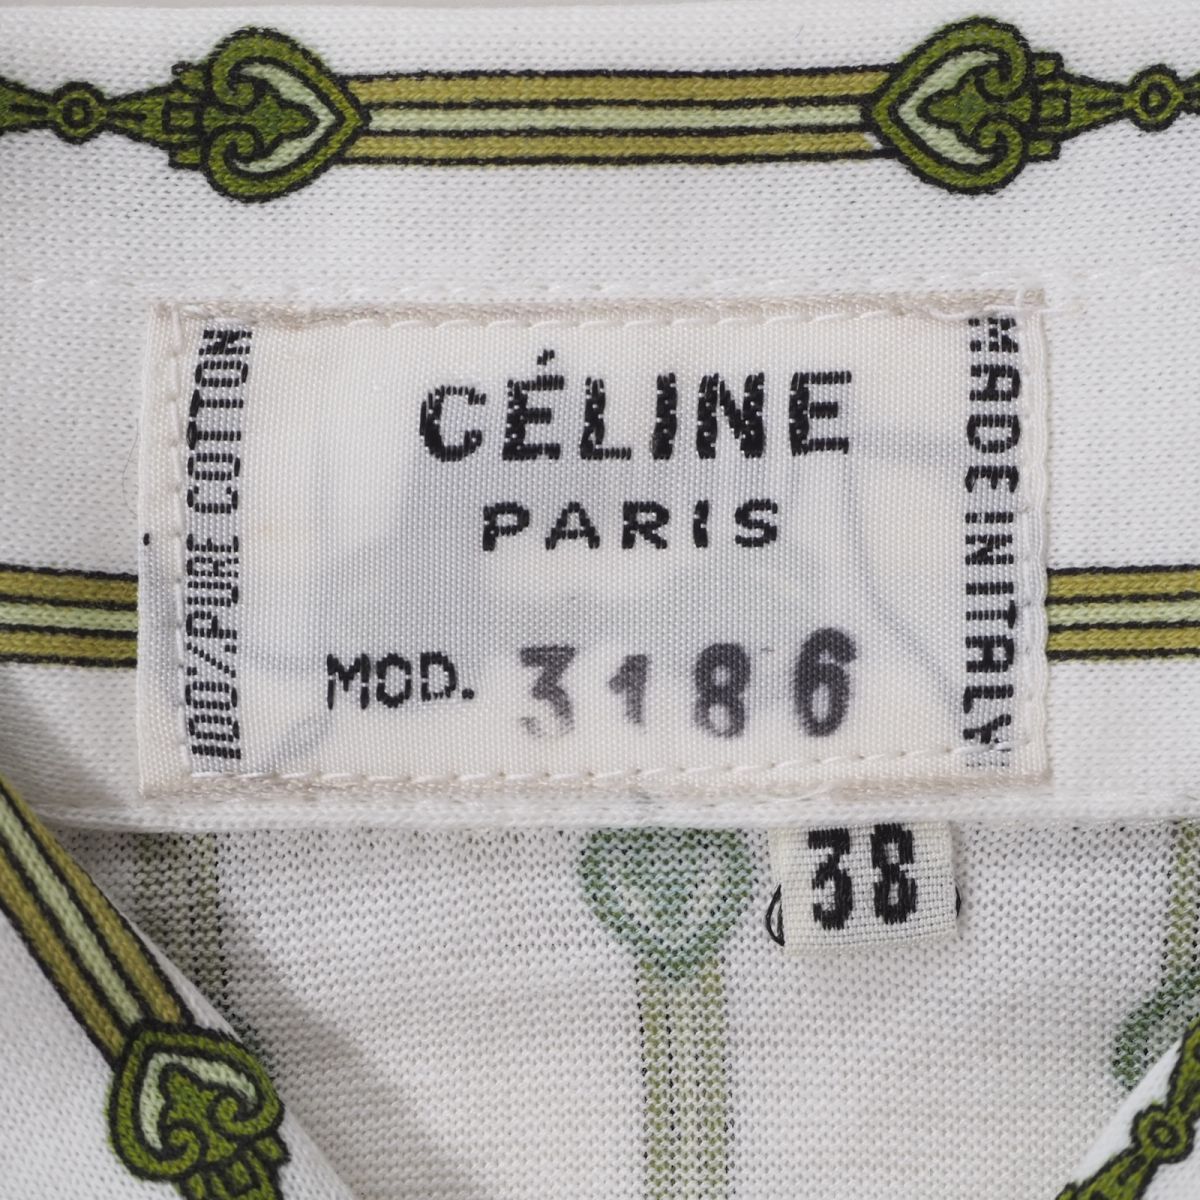 CÉLINE
PARIS
MOD. 3186
100% PURE COTTON
MADE IN ITALY
38